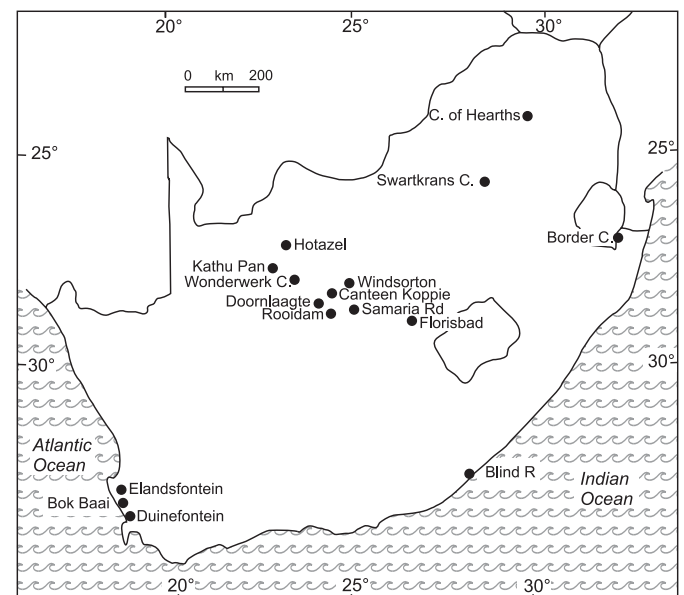 20° 25° 30°
0 km 200
C. of Hearths
25° 25°
Swartkrans C.
Border C.
Hotazel
Kathu Pan
Wonderwerk C.
Windsorton
Canteen Koppie
Doornlaagte
Samaria Rd
Rooidam
Florisbad
30° 30°
Atlantic
Ocean
Blind R
Indian
Ocean
Elandsfontein
Bok Baai
Duinefontein
20° 25° 30°